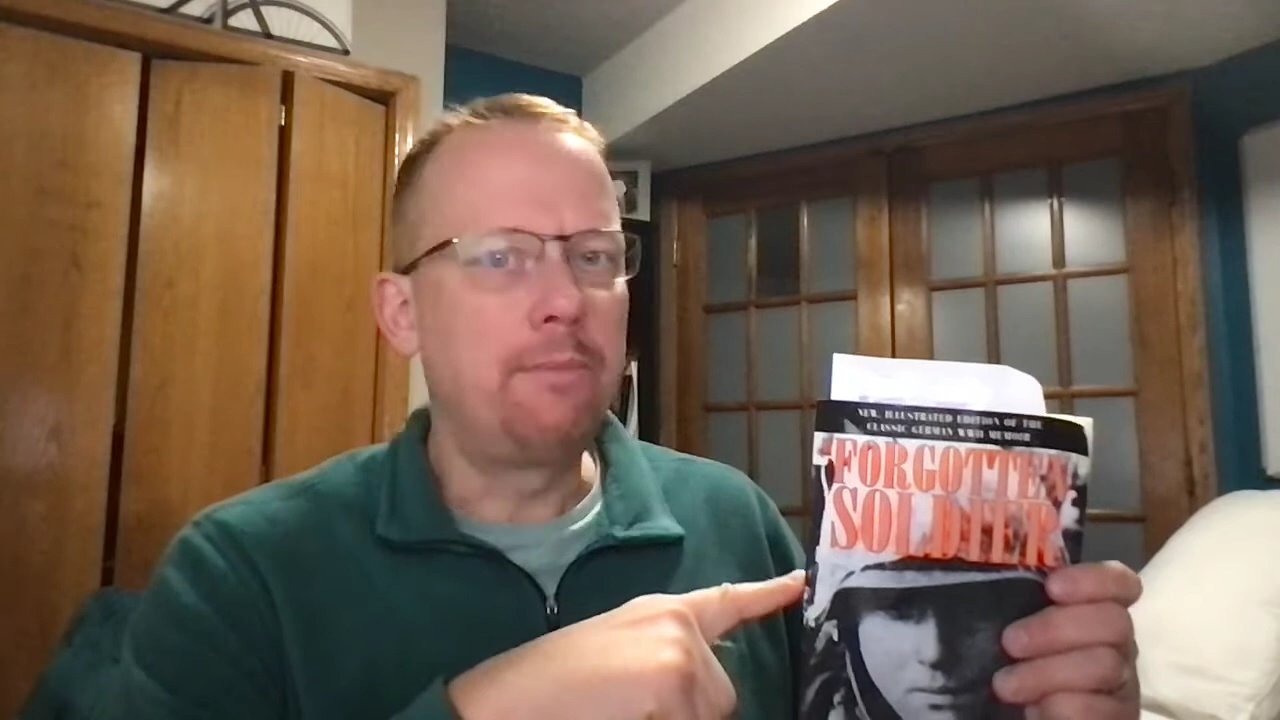 NEW, ILLUSTRATED EDITION OF THE
CLASSIC GERMAN WWII MEMOIR
FORGOTTEN
SOLDIER